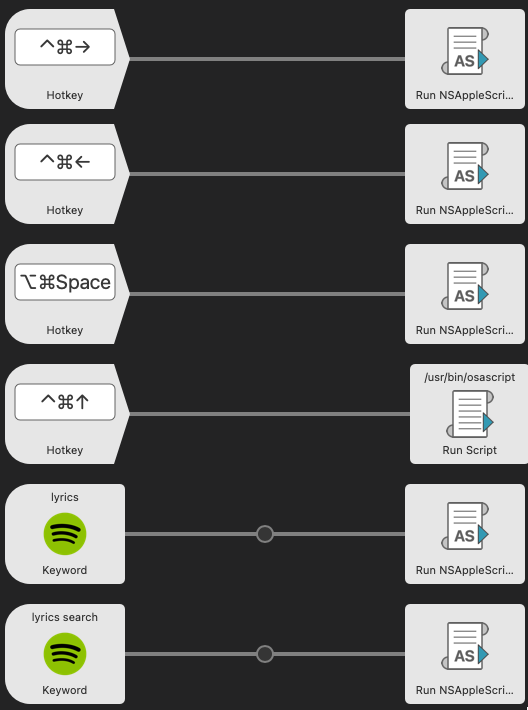 ^⌘→
Hotkey
AS
Run NSAppleScri...
^⌘←
Hotkey
AS
Run NSAppleScri...
⌥⌘Space
Hotkey
AS
Run NSAppleScri...
^⌘↑
Hotkey
/usr/bin/osascript
Run Script
lyrics
Keyword
AS
Run NSAppleScri...
lyrics search
Keyword
AS
Run NSAppleScri...